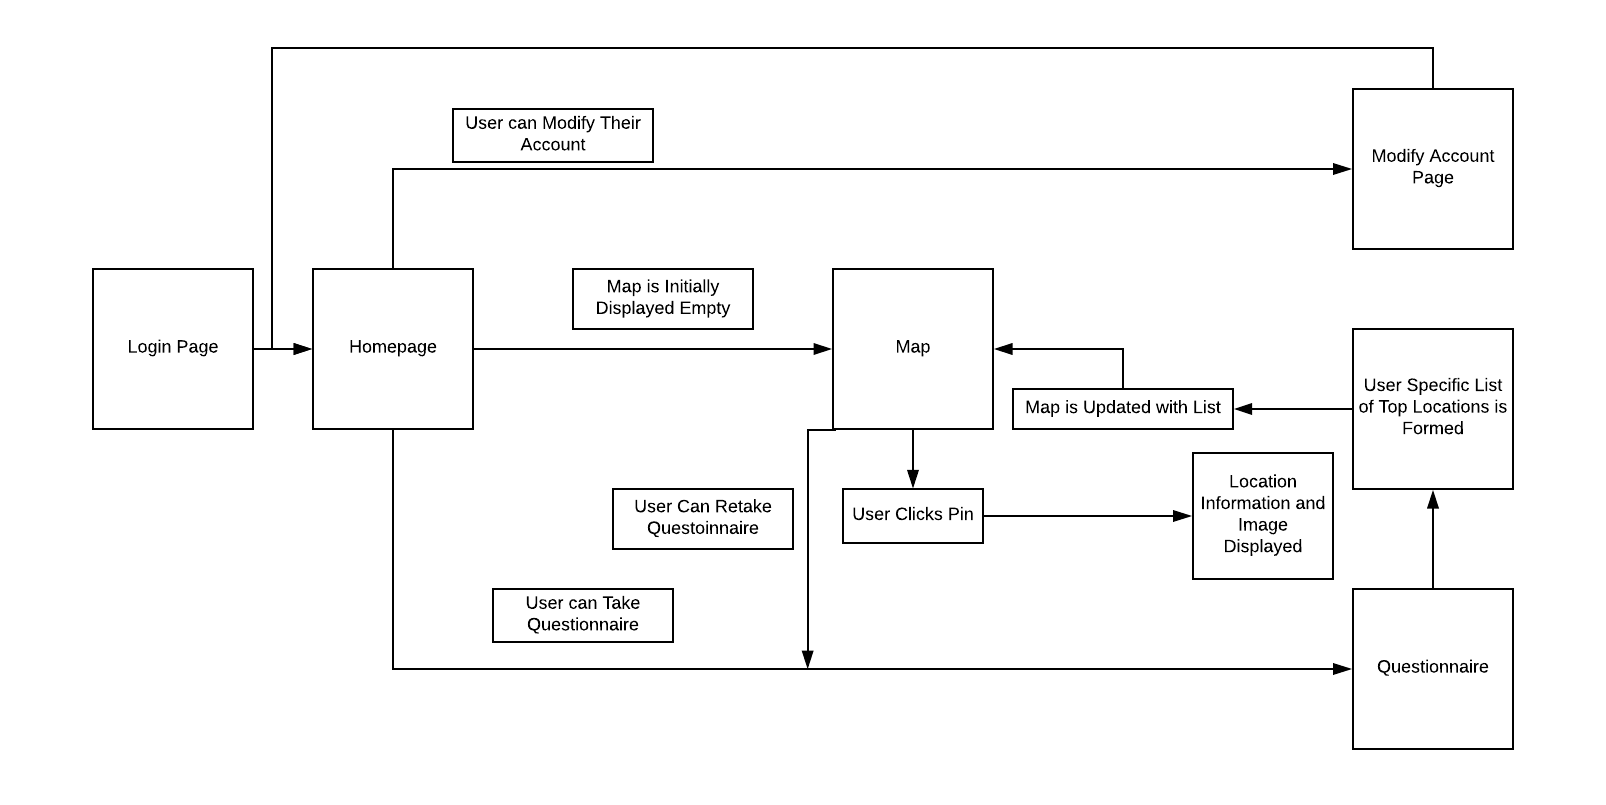 User can Modify Their
Account
Modify Account
Page
Login Page
Homepage
Map is Initially
Displayed Empty
Map
Map is Updated with List
User Specific List
of Top Locations is
Formed
User Can Retake
Questoinnaire
User Clicks Pin
Location
Information and
Image
Displayed
User can Take
Questionnaire
Questionnaire